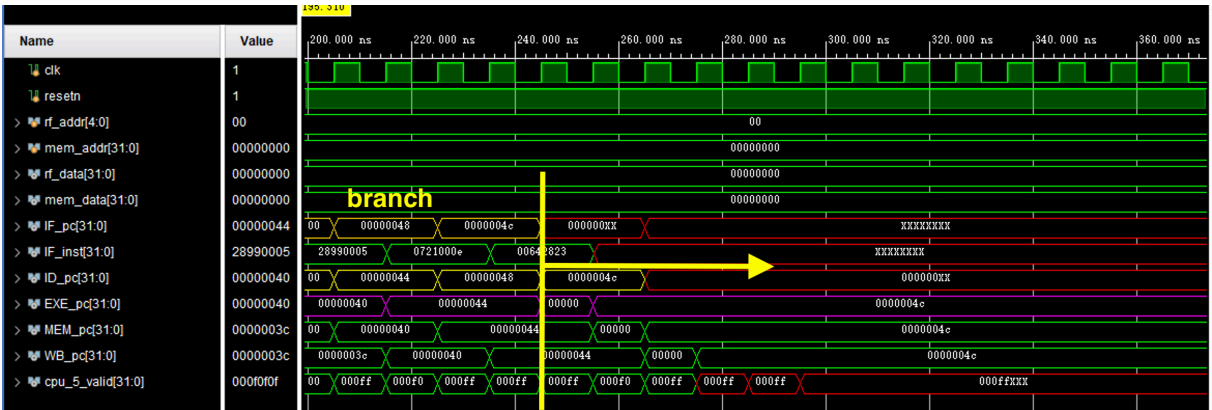 195.310
Name Value 200.000 ns 220.000 ns 240.000 ns 260.000 ns 280.000 ns 300.000 ns 320.000 ns 340.000 ns 360.000 ns
clk 1
resetn 1
rf_addr[4:0] 00 00
mem_addr[31:0] 00000000 00000000
rf_data[31:0] 00000000 00000000
mem_data[31:0] 00000000 00000000
branch
IF_pc[31:0] 00000044 00 00000048 0000004c 000000XX XXXXXXXX
IF_inst[31:0] 28990005 28990005 0721000e 00642823 XXXXXXXX
ID_pc[31:0] 00000040 00 00000044 00000048 0000004c 000000XX
EXE_pc[31:0] 00000040 00000040 00000044 00000 0000004c
MEM_pc[31:0] 0000003c 00 00000040 00000044 00000 0000004c
WB_pc[31:0] 0000003c 0000003c 00000040 00000044 00000 0000004c
cpu_5_valid[31:0] 000f0f0f 00 000ff 000f0 000ff 000ff 000ff 000f0 000ff 000ff 000ff 000ffXXX